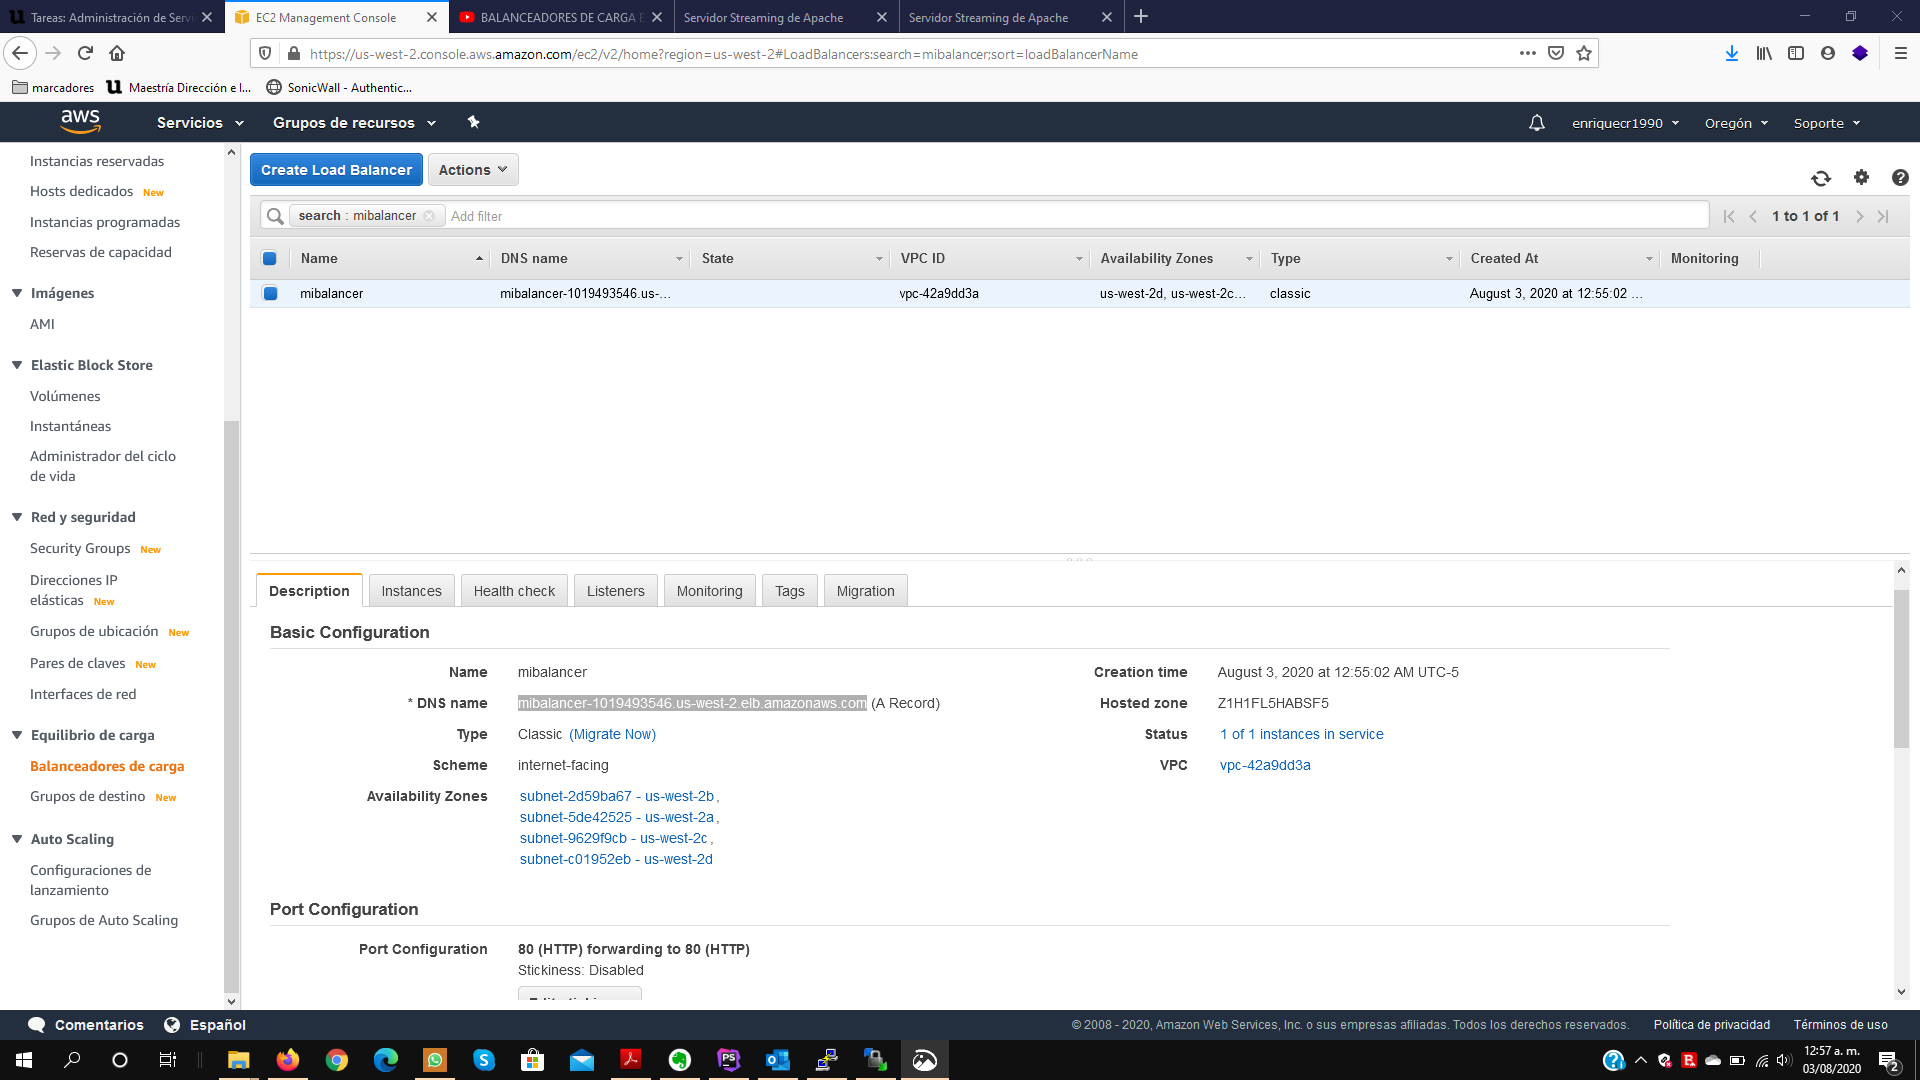 Tareas: Administración de Servi
EC2 Management Console
BALANCEADORES DE CARGA E
Servidor Streaming de Apache
Servidor Streaming de Apache
https://us-west-2.console.aws.amazon.com/ec2/v2/home?region=us-west-2#LoadBalancers:search=mibalancer;sort=loadBalancerName
marcadores
Maestría Dirección e I...
SonicWall - Authentic...
aws
Servicios
Grupos de recursos
enriquecr1990
Oregón
Soporte
Instancias reservadas
Hosts dedicados New
Instancias programadas
Reservas de capacidad
Imágenes
AMI
Elastic Block Store
Volúmenes
Instantáneas
Administrador del ciclo
de vida
Red y seguridad
Security Groups New
Direcciones IP
elásticas New
Grupos de ubicación New
Pares de claves New
Interfaces de red
Equilibrio de carga
Balanceadores de carga
Grupos de destino New
Auto Scaling
Configuraciones de
lanzamiento
Grupos de Auto Scaling
Create Load Balancer
Actions
search : mibalancer
Add filter
1 to 1 of 1
Name
DNS name
State
VPC ID
Availability Zones
Type
Created At
Monitoring
mibalancer
mibalancer-1019493546.us-...
vpc-42a9dd3a
us-west-2d, us-west-2c...
classic
August 3, 2020 at 12:55:02 ...
Description
Instances
Health check
Listeners
Monitoring
Tags
Migration
Basic Configuration
Name mibalancer
* DNS name mibalancer-1019493546.us-west-2.elb.amazonaws.com (A Record)
Type Classic (Migrate Now)
Scheme internet-facing
Availability Zones subnet-2d59ba67 - us-west-2b,
subnet-5de42525 - us-west-2a,
subnet-9629f9cb - us-west-2c,
subnet-c01952eb - us-west-2d
Creation time August 3, 2020 at 12:55:02 AM UTC-5
Hosted zone Z1H1FL5HABSF5
Status 1 of 1 instances in service
VPC vpc-42a9dd3a
Port Configuration
Port Configuration 80 (HTTP) forwarding to 80 (HTTP)
Stickiness: Disabled
Comentarios
Español
© 2008 - 2020, Amazon Web Services, Inc. o sus empresas afiliadas. Todos los derechos reservados.
Política de privacidad
Términos de uso
12:57 a. m.
03/08/2020
2